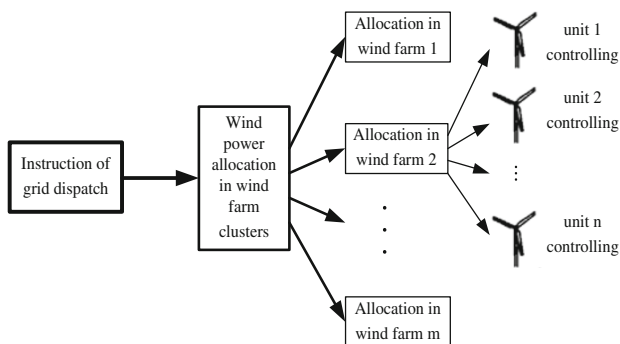 Instruction of
grid dispatch
Wind
power
allocation
in wind
farm
clusters
Allocation in
wind farm 1
Allocation in
wind farm 2
Allocation in
wind farm m
unit 1
controlling
unit 2
controlling
unit n
controlling